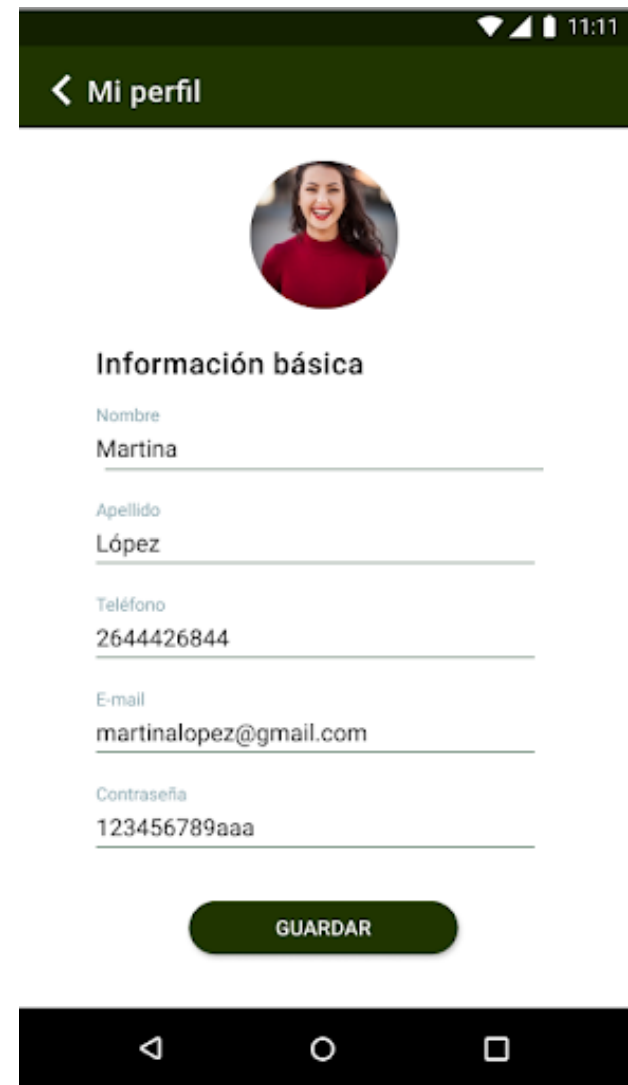 11:11
Mi perfil
Información básica
Nombre
Martina
Apellido
López
Teléfono
2644426844
E-mail
martinalopez@gmail.com
Contraseña
123456789aaa
GUARDAR